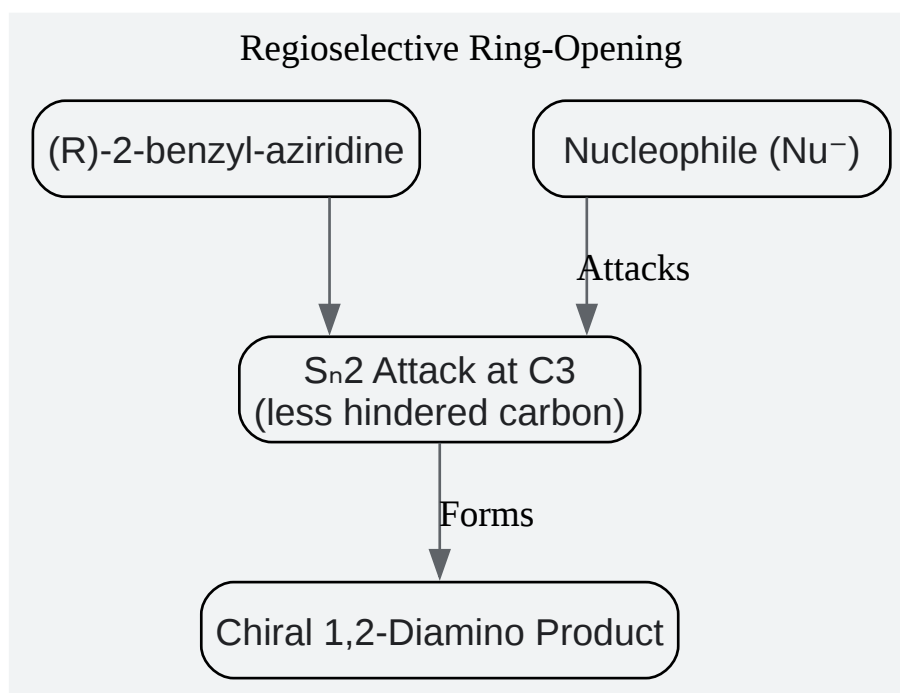 Regioselective Ring-Opening
(R)-2-benzyl-aziridine
Nucleophile (Nu⁻)
Attacks
Sₙ2 Attack at C3
(less hindered carbon)
Forms
Chiral 1,2-Diamino Product